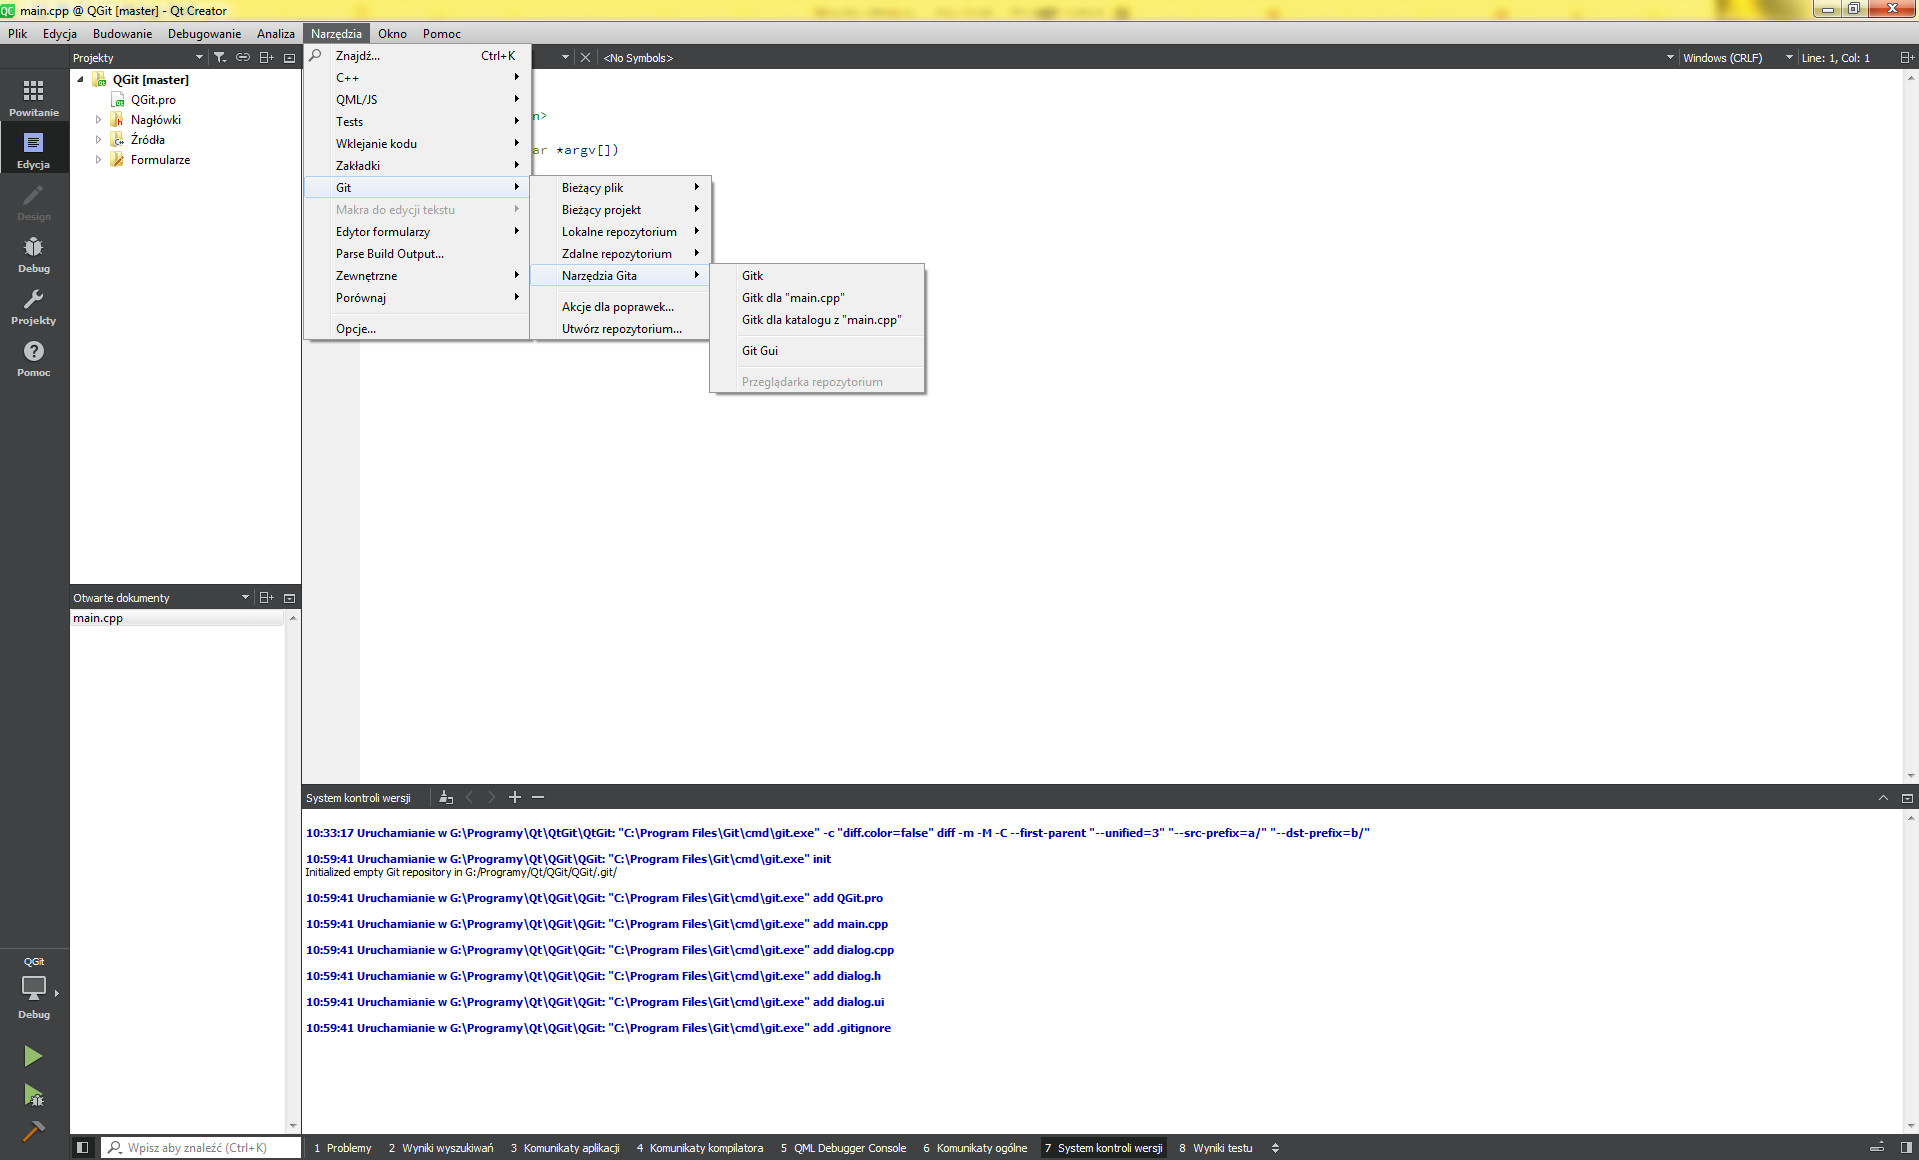 main.cpp @ QGit [master] - Qt Creator
Plik Edycja Budowanie Debugowanie Analiza Narzędzia Okno Pomoc
Projekty
<No Symbols>
Windows (CRLF)
Line: 1, Col: 1
Powitanie
Edycja
Design
Debug
Projekty
Pomoc
QGit [master]
QGit.pro
Nagłówki
Źródła
Formularze
Znajdź... Ctrl+K
C++
QML/JS
Tests
Wklejanie kodu
Zakładki
Git
Makra do edycji tekstu
Edytor formularzy
Parse Build Output...
Zewnętrzne
Porównaj
Opcje...
n>
ar *argv[])
Bieżący plik
Bieżący projekt
Lokalne repozytorium
Zdalne repozytorium
Narzędzia Gita
Akcje dla poprawek...
Utwórz repozytorium...
Gitk
Gitk dla "main.cpp"
Gitk dla katalogu z "main.cpp"
Git Gui
Przeglądarka repozytorium
Otwarte dokumenty
main.cpp
System kontroli wersji
10:33:17 Uruchamianie w G:\Programy\Qt\QtGit\QtGit: "C:\Program Files\Git\cmd\git.exe" -c "diff.color=false" diff -m -M -C --first-parent "--unified=3" "--src-prefix=a/" "--dst-prefix=b/"
10:59:41 Uruchamianie w G:\Programy\Qt\QGit\QGit: "C:\Program Files\Git\cmd\git.exe" init
Initialized empty Git repository in G:/Programy/Qt/QGit/QGit/.git/
10:59:41 Uruchamianie w G:\Programy\Qt\QGit\QGit: "C:\Program Files\Git\cmd\git.exe" add QGit.pro
10:59:41 Uruchamianie w G:\Programy\Qt\QGit\QGit: "C:\Program Files\Git\cmd\git.exe" add main.cpp
10:59:41 Uruchamianie w G:\Programy\Qt\QGit\QGit: "C:\Program Files\Git\cmd\git.exe" add dialog.cpp
10:59:41 Uruchamianie w G:\Programy\Qt\QGit\QGit: "C:\Program Files\Git\cmd\git.exe" add dialog.h
10:59:41 Uruchamianie w G:\Programy\Qt\QGit\QGit: "C:\Program Files\Git\cmd\git.exe" add dialog.ui
10:59:41 Uruchamianie w G:\Programy\Qt\QGit\QGit: "C:\Program Files\Git\cmd\git.exe" add .gitignore
QGit
Debug
Wpisz aby znaleźć (Ctrl+K)
1 Problemy 2 Wyniki wyszukiwań 3 Komunikaty aplikacji 4 Komunikaty kompilatora 5 QML Debugger Console 6 Komunikaty ogólne 7 System kontroli wersji 8 Wyniki testu